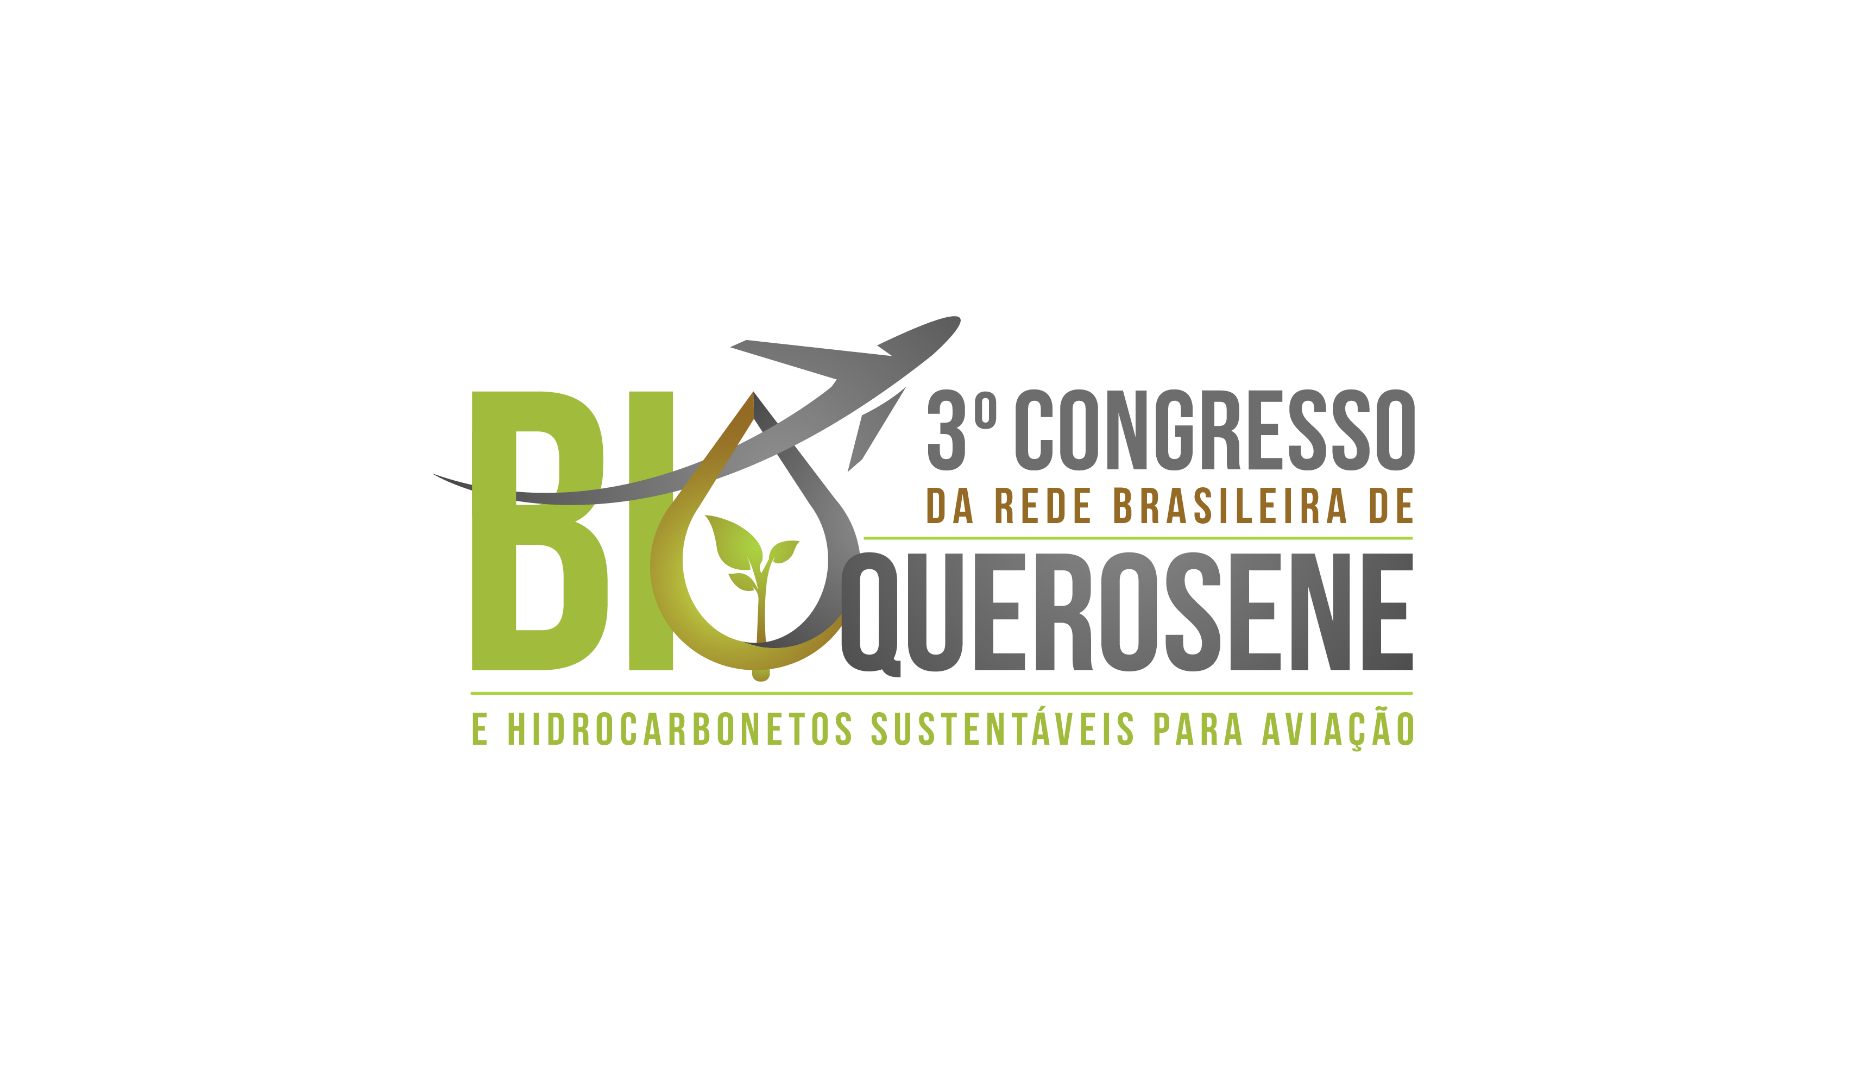 3º CONGRESSO
DA REDE BRASILEIRA DE
BIOQUEROSENE
E HIDROCARBONETOS SUSTENTÁVEIS PARA AVIAÇÃO